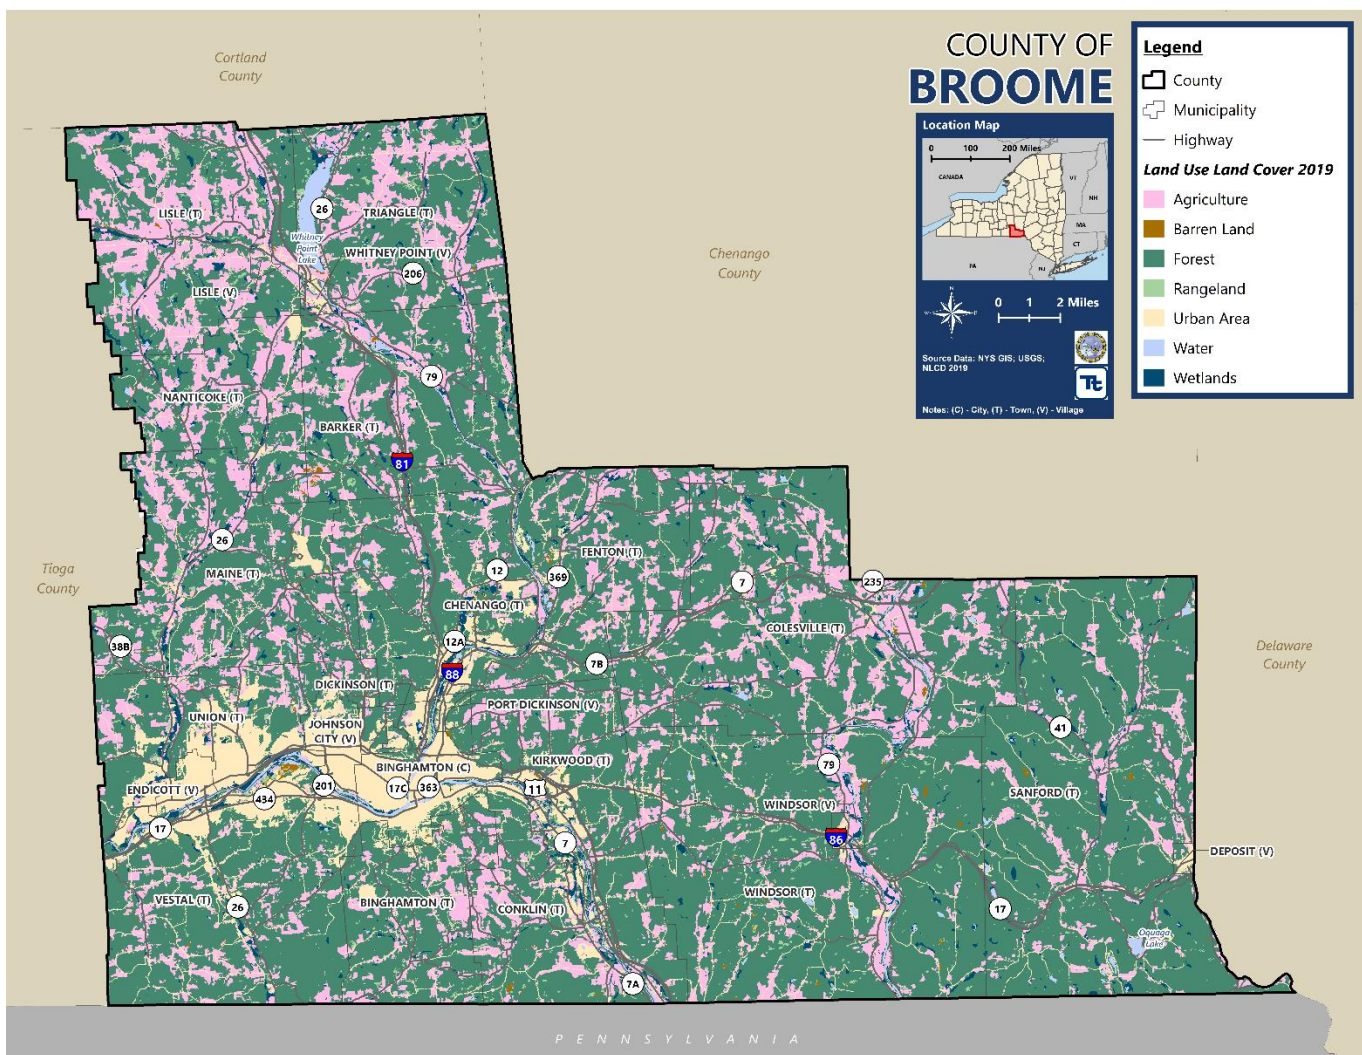 COUNTY OF
BROOME
Location Map
0 100 200 Miles
CANADA
VT
NH
MA
CT
PA
NJ
N
W
E
S
0 1 2 Miles
Source Data: NYS GIS; USGS;
NLCD 2019
Tt
Notes: (C) - City, (T) - Town, (V) - Village
Legend
County
Municipality
Highway
Land Use Land Cover 2019
Agriculture
Barren Land
Forest
Rangeland
Urban Area
Water
Wetlands
Cortland
County
Chenango
County
Tioga
County
Delaware
County
PENNSYLVANIA
LISLE (T)
26
TRIANGLE (T)
Whitney
Point
Lake
WHITNEY POINT (V)
206
LISLE (V)
79
NANTICOKE (T)
BARKER (T)
81
26
MAINE (T)
12
FENTON (T)
369
7
235
CHENANGO (T)
COLESVILLE (T)
38B
12A
7B
88
DICKINSON (T)
PORT DICKINSON (V)
UNION (T)
JOHNSON
CITY (V)
41
BINGHAMTON (C)
KIRKWOOD (T)
79
ENDICOTT (V)
434
201
17C
363
11
WINDSOR (V)
SANFORD (T)
17
7
86
DEPOSIT (V)
VESTAL (T)
26
BINGHAMTON (T)
CONKLIN (T)
WINDSOR (T)
17
Oquaga
Lake
7A